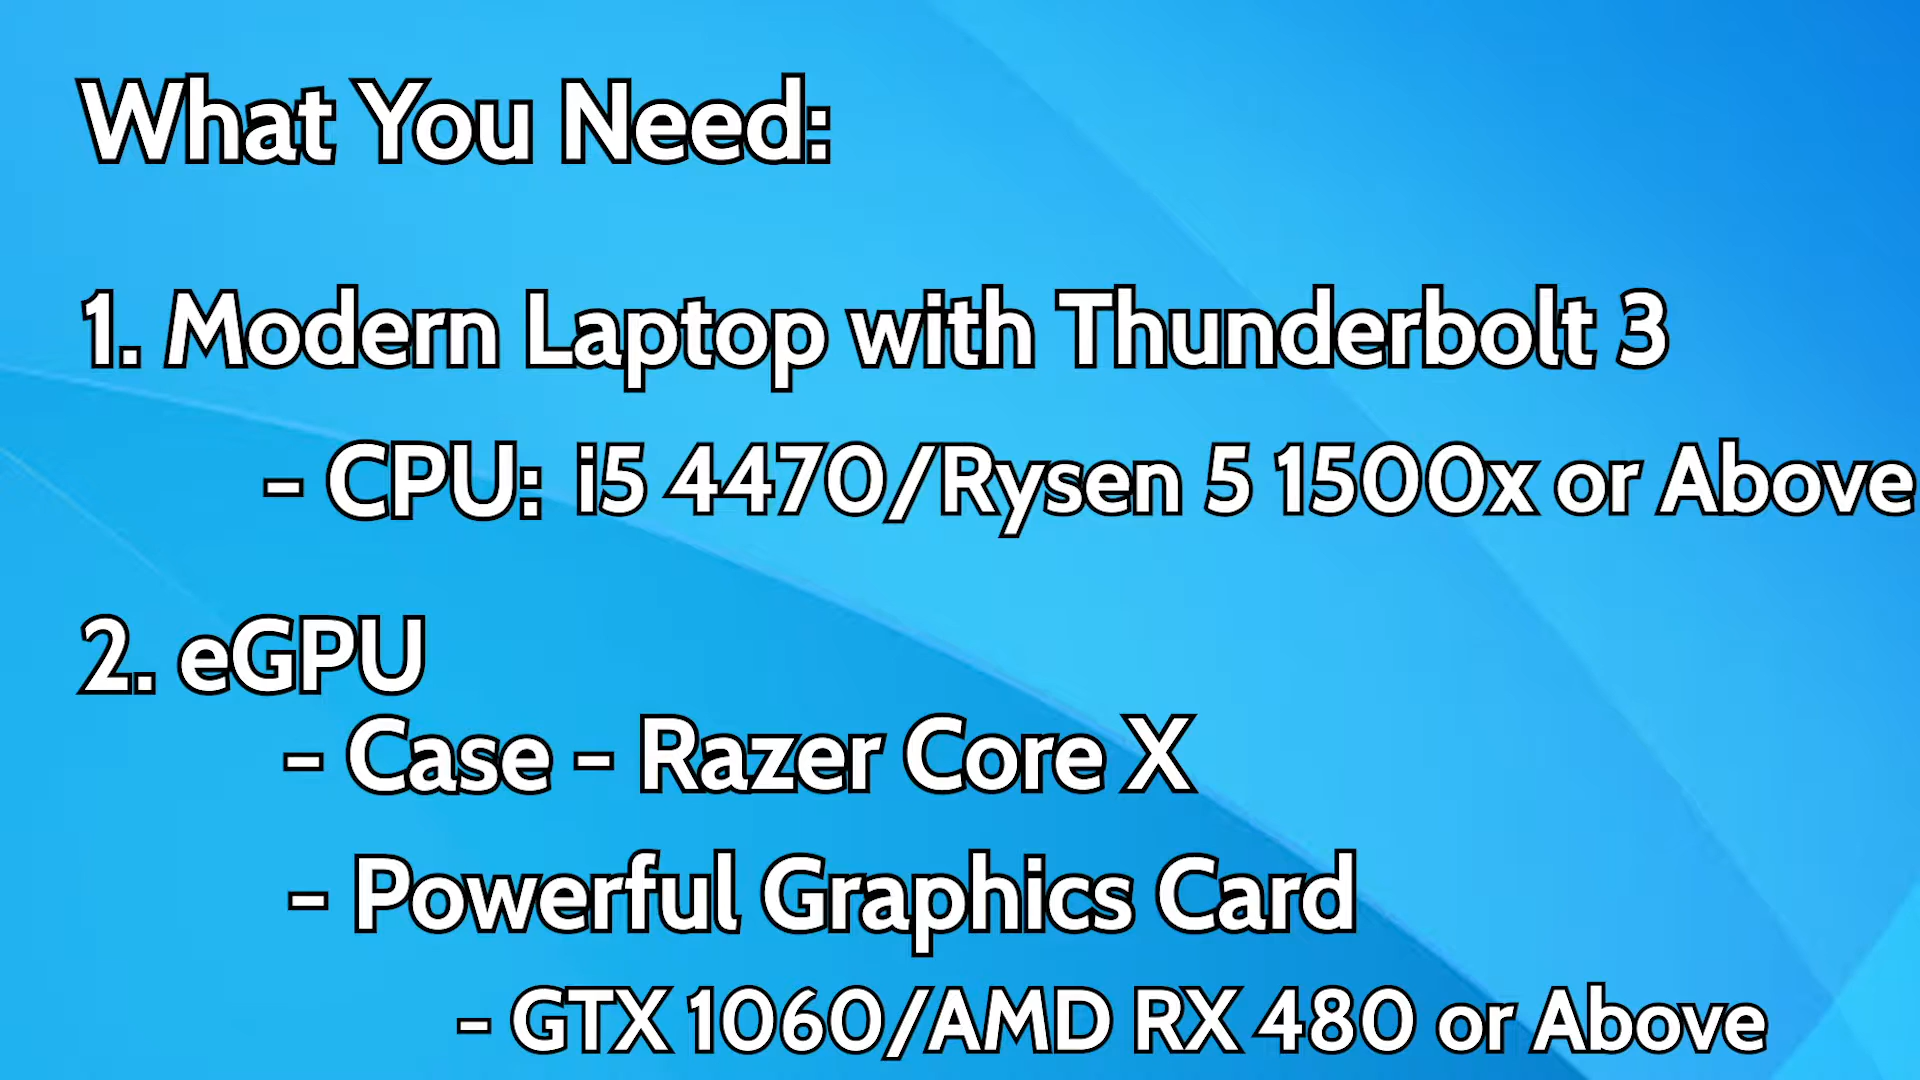 What You Need:
1. Modern Laptop with Thunderbolt 3
- CPU: i5 4470/Rysen 5 1500x or Above
2. eGPU
- Case - Razer Core X
- Powerful Graphics Card
- GTX 1060/AMD RX 480 or Above